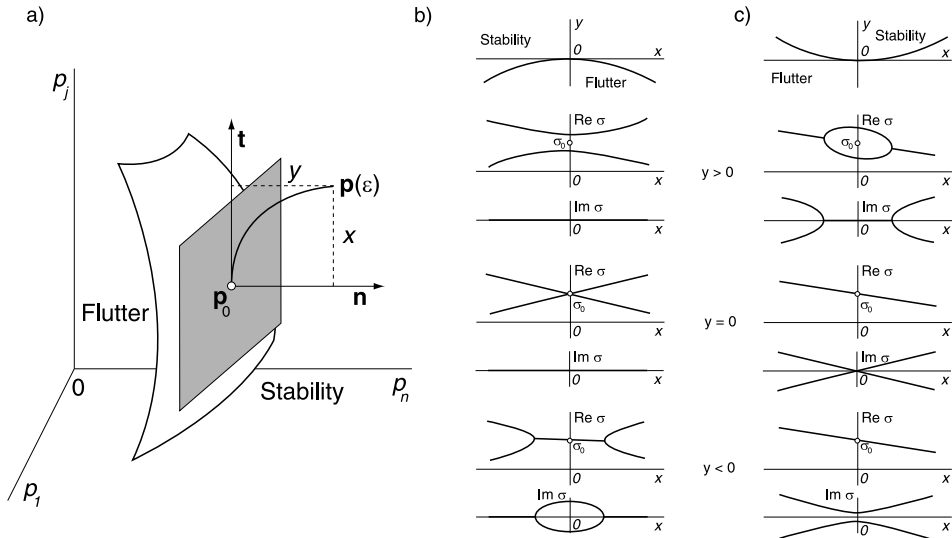 a)
p_j
t
y
p(ε)
x
p_0
n
Flutter
0
Stability
p_n
p_1
b)
y
Stability
0
x
Flutter
Re σ
σ_0
0
x
Im σ
0
x
Re σ
σ_0
0
x
Im σ
0
x
Re σ
σ_0
0
x
Im σ
0
x
c)
y
0
Stability
x
Flutter
y > 0
Re σ
σ_0
0
x
Im σ
0
x
y = 0
Re σ
σ_0
0
x
Im σ
0
x
y < 0
Re σ
σ_0
0
x
Im σ
0
x